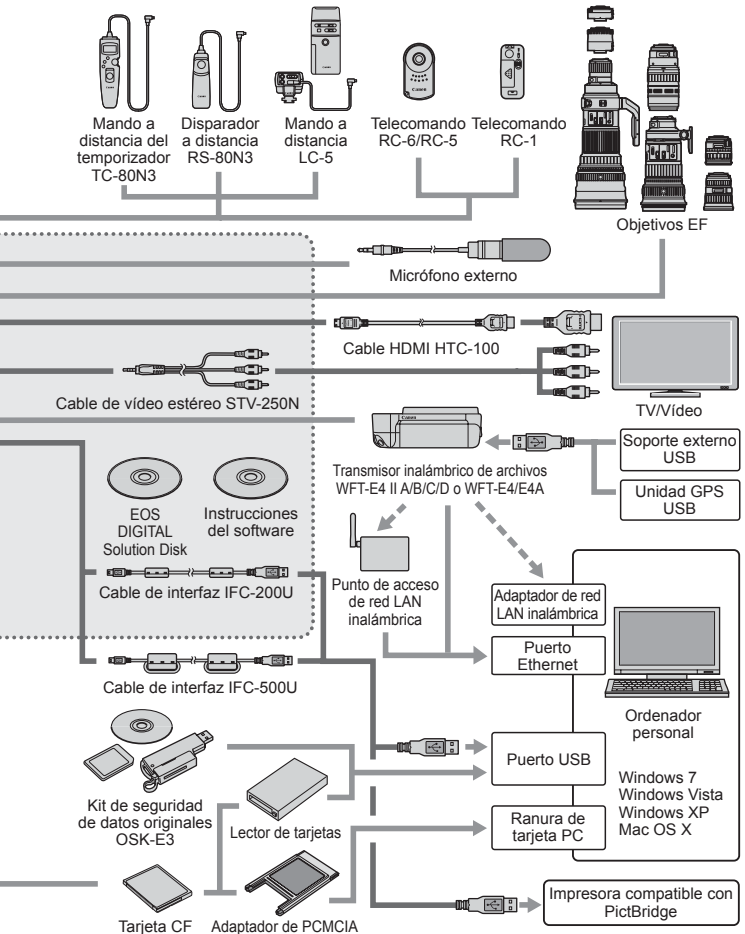 Mando a
distancia del
temporizador
TC-80N3
Disparador
a distancia
RS-80N3
Mando a
distancia
LC-5
Telecomando
RC-6/RC-5
Telecomando
RC-1
Objetivos EF
Micrófono externo
Cable HDMI HTC-100
Cable de vídeo estéreo STV-250N
TV/Vídeo
Canon
Transmisor inalámbrico de archivos
WFT-E4 II A/B/C/D o WFT-E4/E4A
Soporte externo
USB
Unidad GPS
USB
EOS
DIGITAL
Solution Disk
Instrucciones
del software
Cable de interfaz IFC-200U
Punto de acceso
de red LAN
inalámbrica
Adaptador de red
LAN inalámbrica
Puerto
Ethernet
Cable de interfaz IFC-500U
Ordenador
personal
Puerto USB
Windows 7
Windows Vista
Windows XP
Mac OS X
Kit de seguridad
de datos originales
OSK-E3
Lector de tarjetas
Ranura de
tarjeta PC
Tarjeta CF
Adaptador de PCMCIA
Impresora compatible con
PictBridge